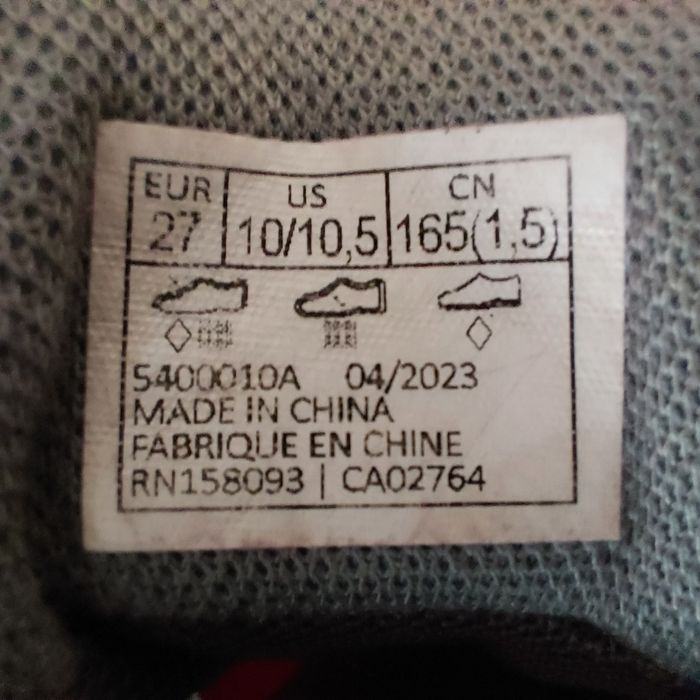 EUR US CN
27 10/10,5 165(1,5)
5400010A 04/2023
MADE IN CHINA
FABRIQUE EN CHINE
RN158093 | CA02764